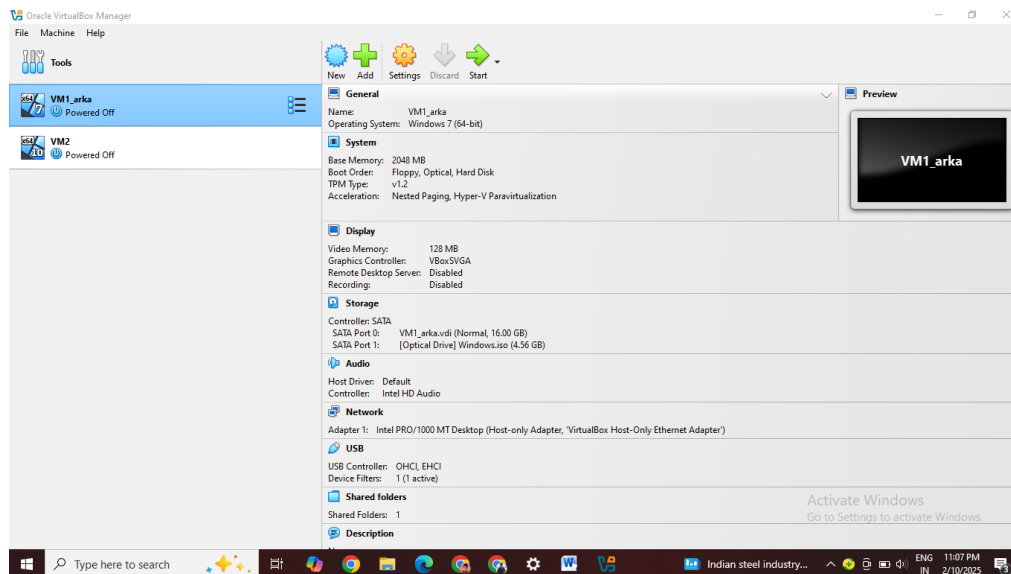 Oracle VirtualBox Manager
File Machine Help
Tools
New Add Settings Discard Start
x64 7 VM1_arka
Powered Off
x64 10 VM2
Powered Off
General
Name: VM1_arka
Operating System: Windows 7 (64-bit)
System
Base Memory: 2048 MB
Boot Order: Floppy, Optical, Hard Disk
TPM Type: v1.2
Acceleration: Nested Paging, Hyper-V Paravirtualization
Display
Video Memory: 128 MB
Graphics Controller: VBoxSVGA
Remote Desktop Server: Disabled
Recording: Disabled
Storage
Controller: SATA
SATA Port 0: VM1_arka.vdi (Normal, 16.00 GB)
SATA Port 1: [Optical Drive] Windows.iso (4.56 GB)
Audio
Host Driver: Default
Controller: Intel HD Audio
Network
Adapter 1: Intel PRO/1000 MT Desktop (Host-only Adapter, 'VirtualBox Host-Only Ethernet Adapter')
USB
USB Controller: OHCI, EHCI
Device Filters: 1 (1 active)
Shared folders
Shared Folders: 1
Description
Preview
VM1_arka
Activate Windows
Go to Settings to activate Windows.
Type here to search
Indian steel industry...
ENG
IN
11:07 PM
2/10/2025
3